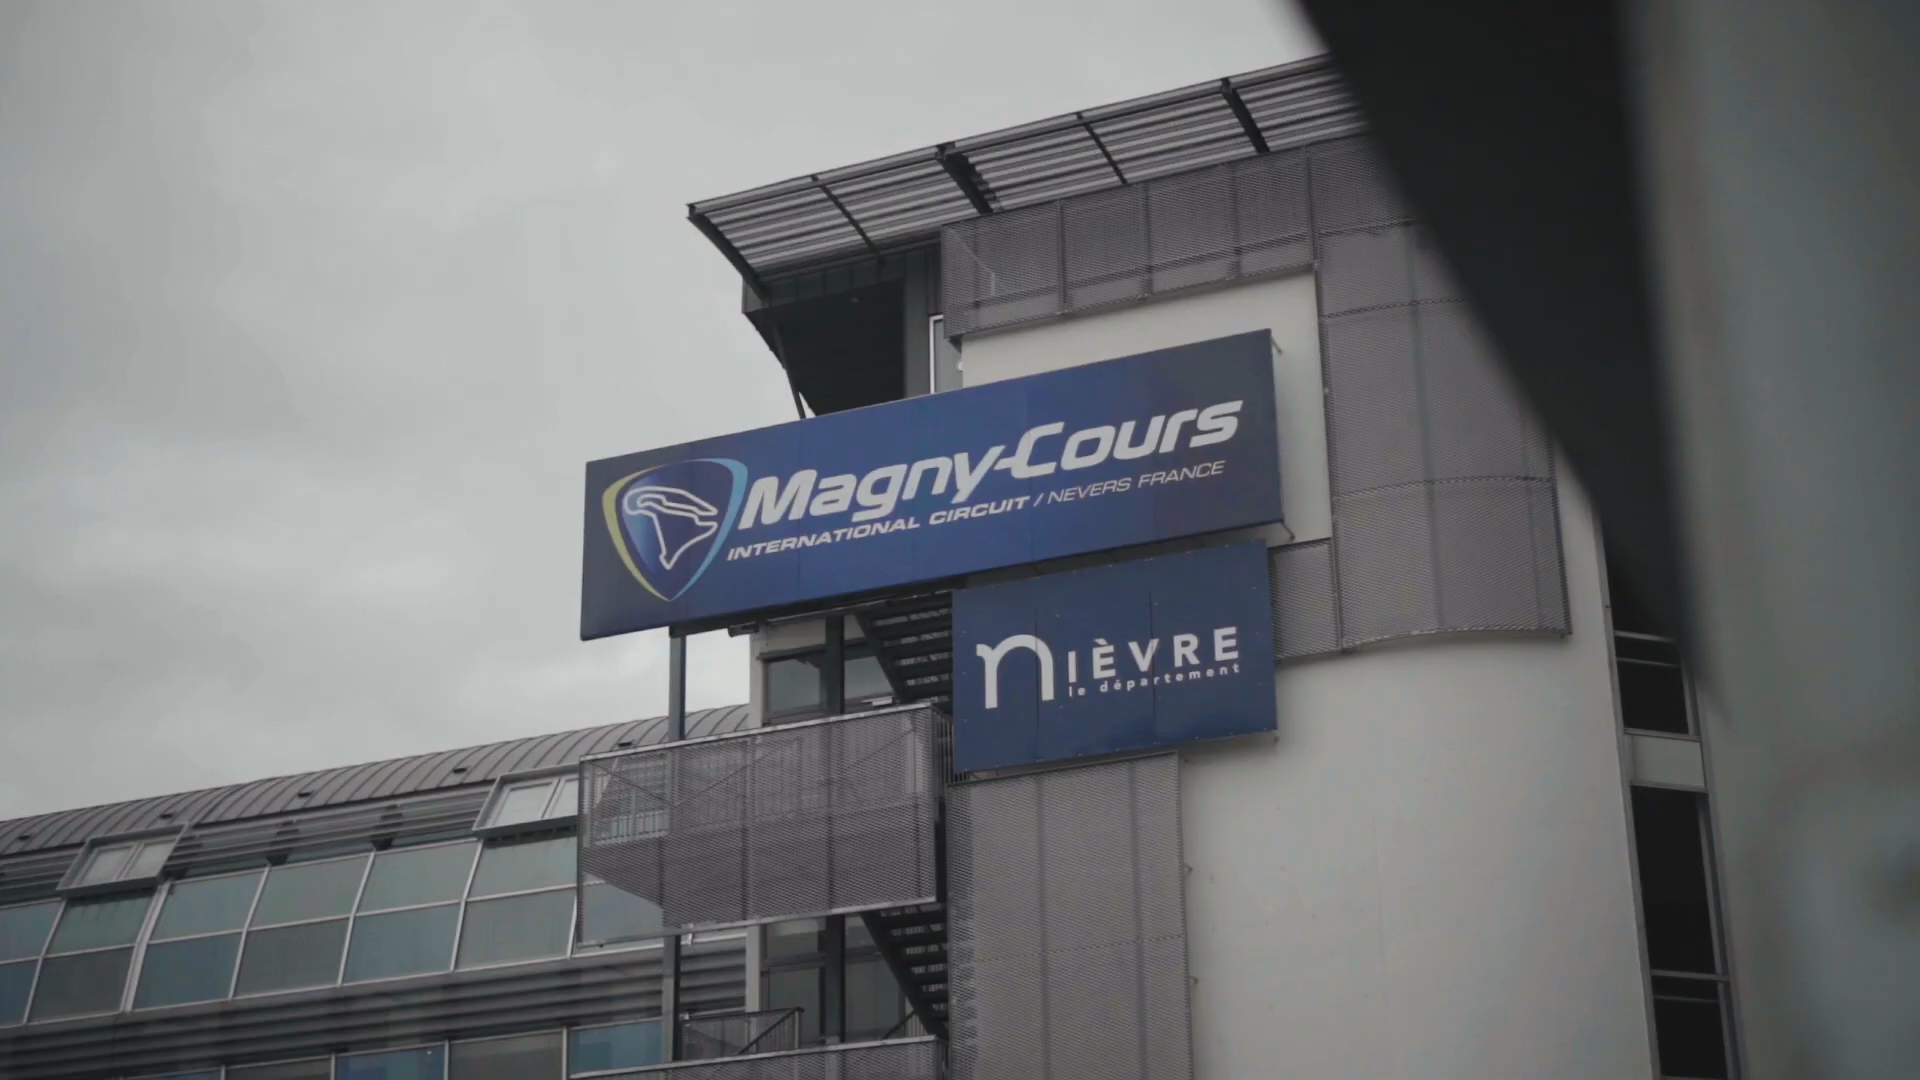 Magny-Cours
INTERNATIONAL CIRCUIT / NEVERS FRANCE
nIÈVRE
le département